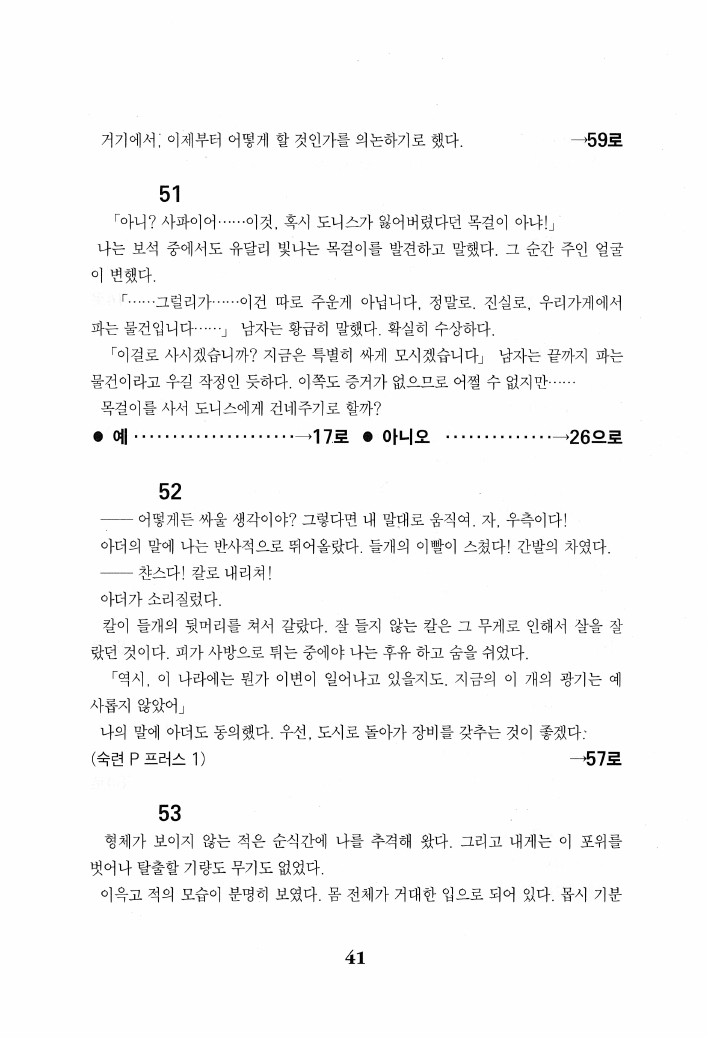 거기에서, 이제부터 어떻게 할 것인가를 의논하기로 했다. →59로
51
「아니? 사파이어……이것, 혹시 도니스가 잃어버렸다던 목걸이 아냐!」
나는 보석 중에서도 유달리 빛나는 목걸이를 발견하고 말했다. 그 순간 주인 얼굴
이 변했다.
「……그럴리가……이건 따로 주운게 아닙니다, 정말로. 진실로, 우리가게에서
파는 물건입니다……」 남자는 황급히 말했다. 확실히 수상하다.
「이걸로 사시겠습니까? 지금은 특별히 싸게 모시겠습니다」 남자는 끝까지 파는
물건이라고 우길 작정인 듯하다. 이쪽도 증거가 없으므로 어쩔 수 없지만……
목걸이를 사서 도니스에게 건네주기로 할까?
● 예 ·····················→17로 ● 아니오 ··············→26으로
52
―― 어떻게든 싸울 생각이야? 그렇다면 내 말대로 움직여. 자, 우측이다!
아더의 말에 나는 반사적으로 뛰어올랐다. 들개의 이빨이 스쳤다! 간발의 차였다.
―― 챤스다! 칼로 내리쳐!
아더가 소리질렀다.
칼이 들개의 뒷머리를 쳐서 갈랐다. 잘 들지 않는 칼은 그 무게로 인해서 살을 잘
랐던 것이다. 피가 사방으로 튀는 중에야 나는 후유 하고 숨을 쉬었다.
「역시, 이 나라에는 뭔가 이변이 일어나고 있을지도. 지금의 이 개의 광기는 예
사롭지 않았어」
나의 말에 아더도 동의했다. 우선, 도시로 돌아가 장비를 갖추는 것이 좋겠다.
(숙련 P 프러스 1) →57로
53
형체가 보이지 않는 적은 순식간에 나를 추격해 왔다. 그리고 내게는 이 포위를
벗어나 탈출할 기량도 무기도 없었다.
이윽고 적의 모습이 분명히 보였다. 몸 전체가 거대한 입으로 되어 있다. 몹시 기분
41